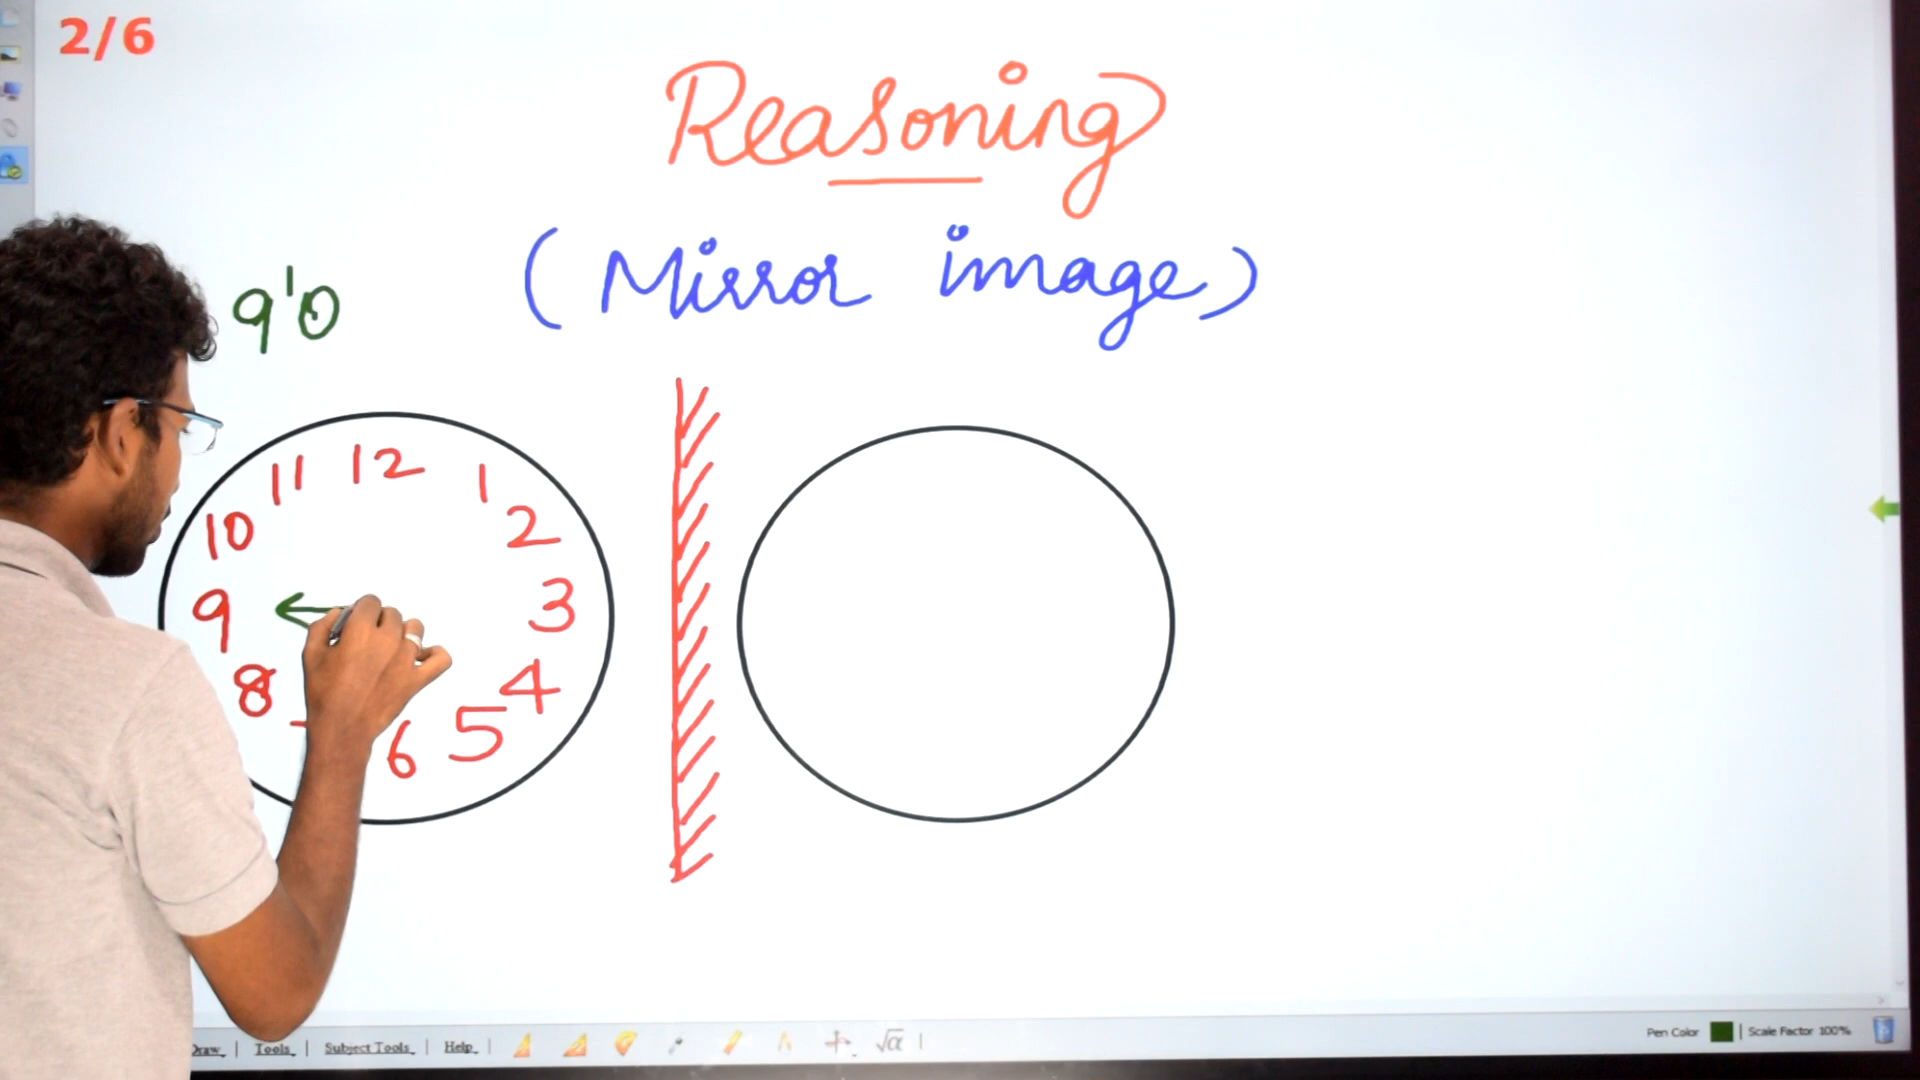 2/6
Reasoning
(Mirror image)
9'0
11 12 1
10 2
9 3
8 4
6 5
Draw Tools Subject Tools Help
Pen Color Scale Factor 100%